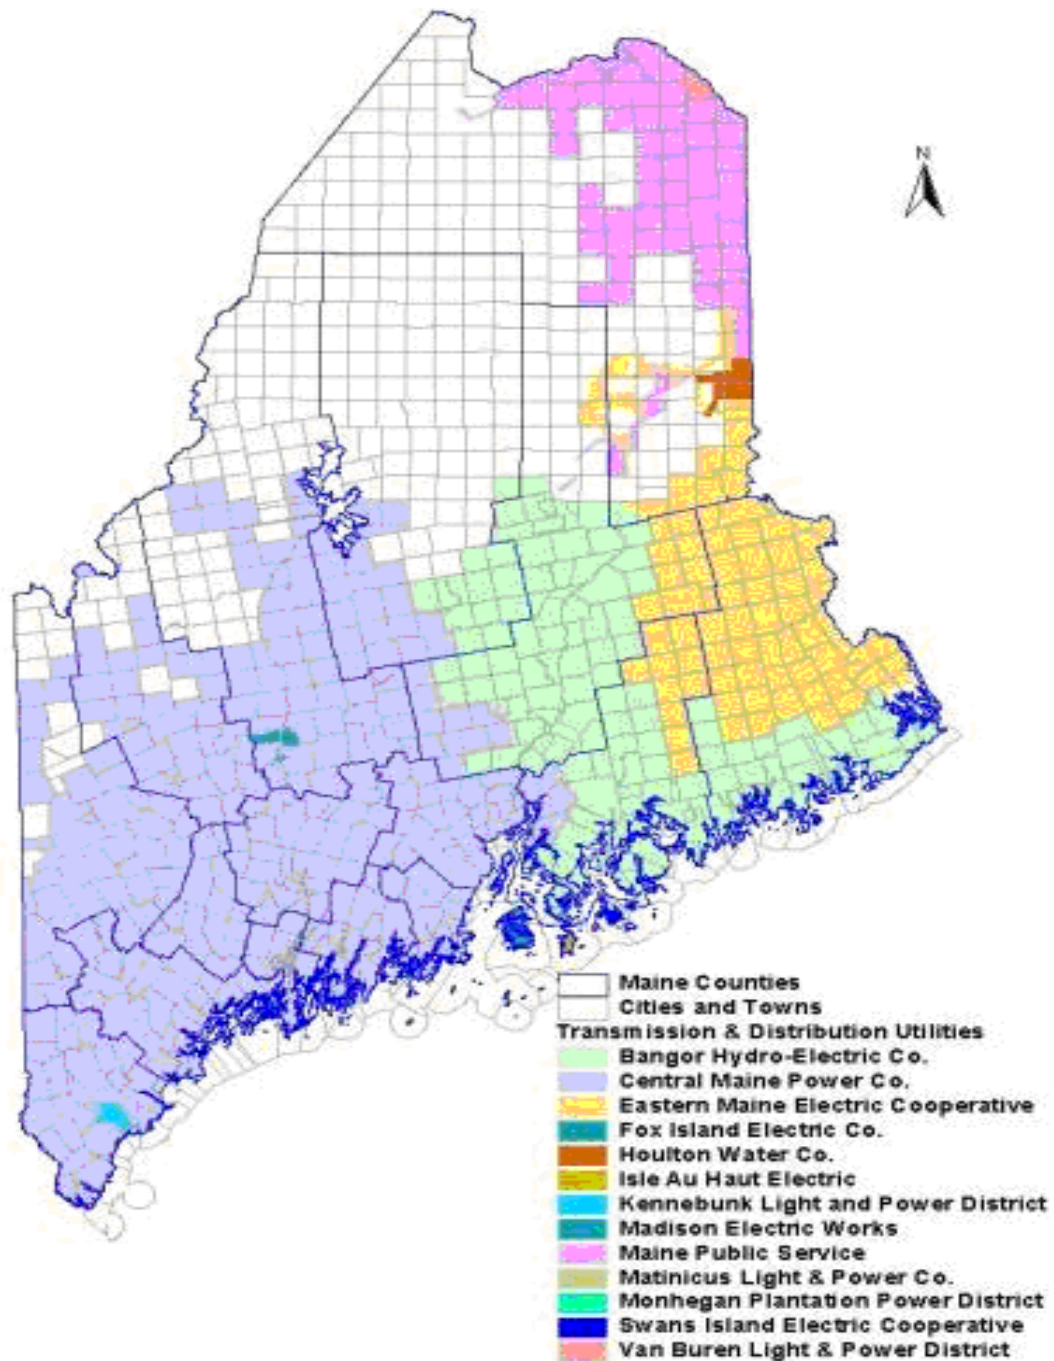 N
Maine Counties
Cities and Towns
Transmission & Distribution Utilities
Bangor Hydro-Electric Co.
Central Maine Power Co.
Eastern Maine Electric Cooperative
Fox Island Electric Co.
Houlton Water Co.
Isle Au Haut Electric
Kennebunk Light and Power District
Madison Electric Works
Maine Public Service
Matinicus Light & Power Co.
Monhegan Plantation Power District
Swans Island Electric Cooperative
Van Buren Light & Power District